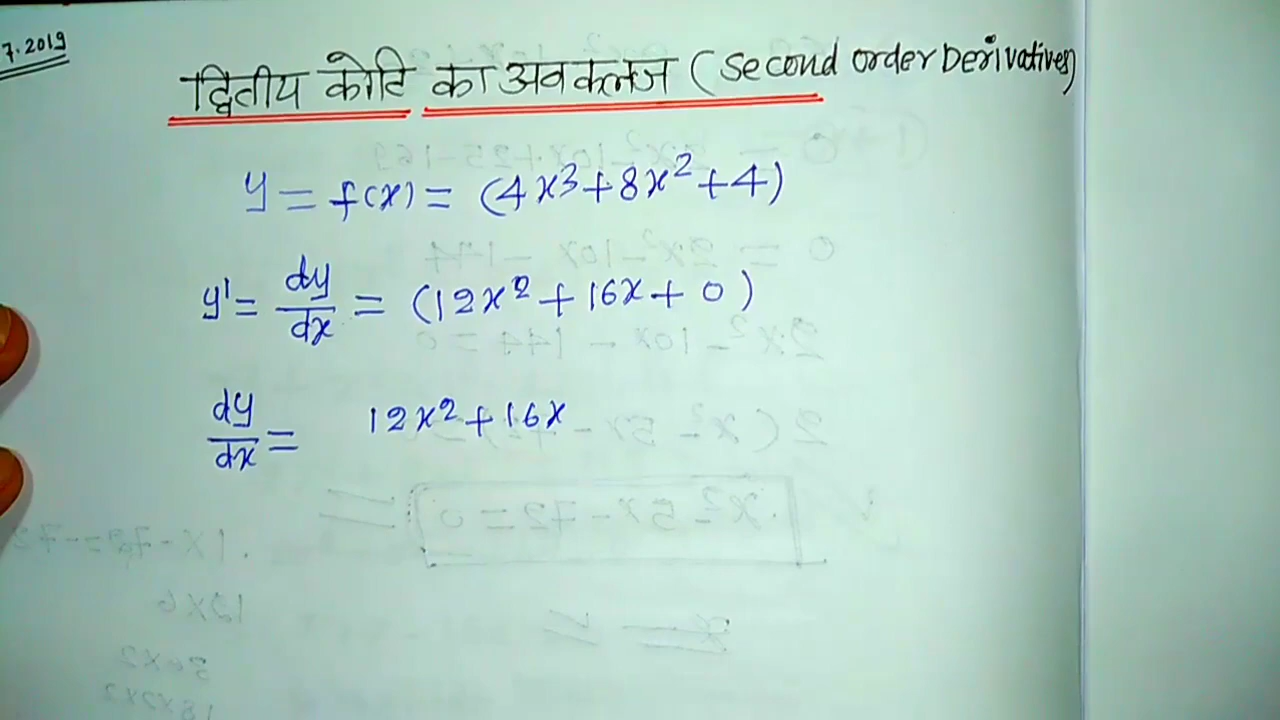 7.2019
द्वितीय कोटि का अवकलज (Second order Derivatives)
y = f(x) = (4x³+8x²+4)
y' = dy/dx = (12x²+16x+0)
dy/dx = 12x²+16x